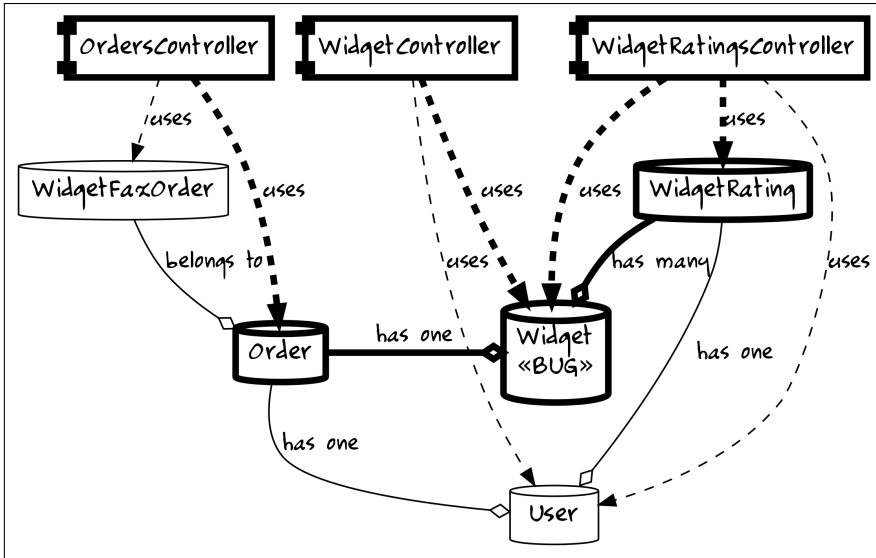 OrdersController
WidgetController
WidgetRatingsController
uses
uses
WidgetFaxOrder
WidgetRating
uses
uses
uses
belongs to
uses
has many
uses
has one
Widget
«BUG»
Order
has one
has one
User